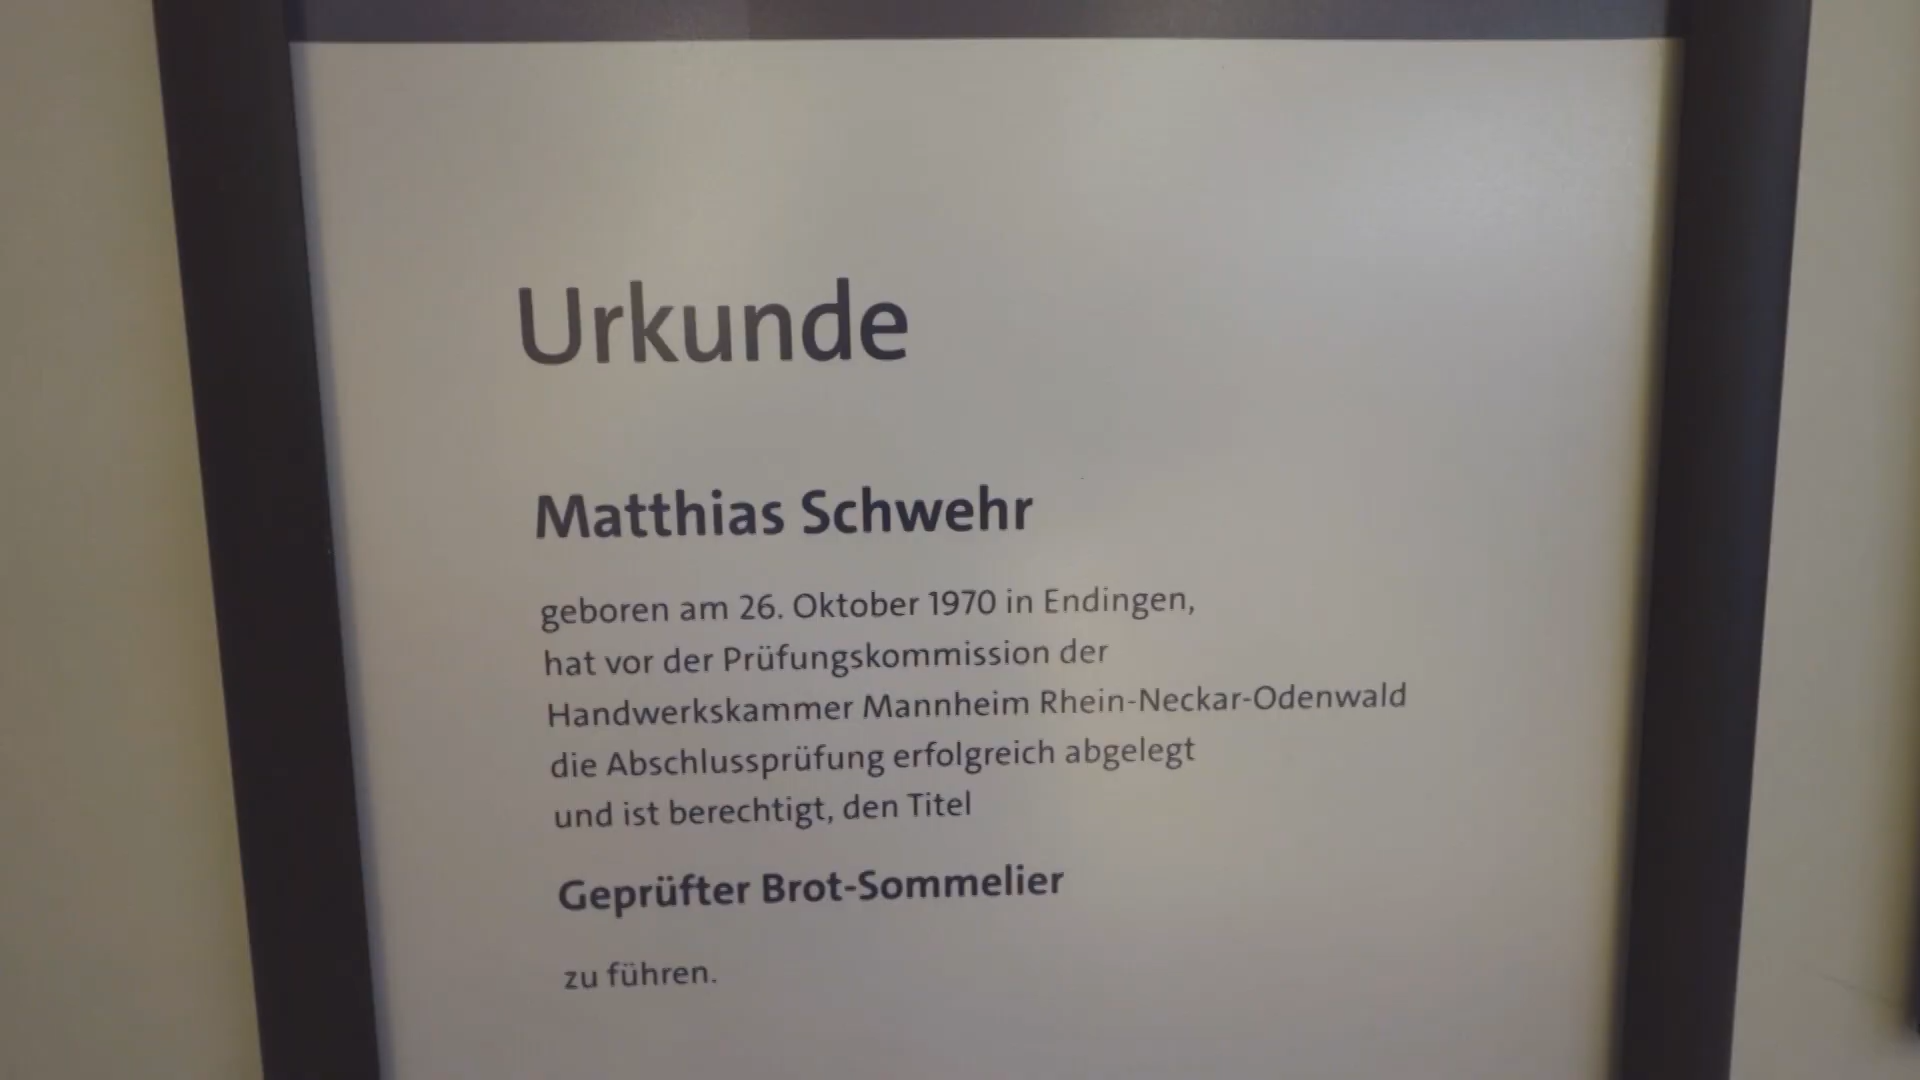 Urkunde
Matthias Schwehr
geboren am 26. Oktober 1970 in Endingen,
hat vor der Prüfungskommission der
Handwerkskammer Mannheim Rhein-Neckar-Odenwald
die Abschlussprüfung erfolgreich abgelegt
und ist berechtigt, den Titel
Geprüfter Brot-Sommelier
zu führen.